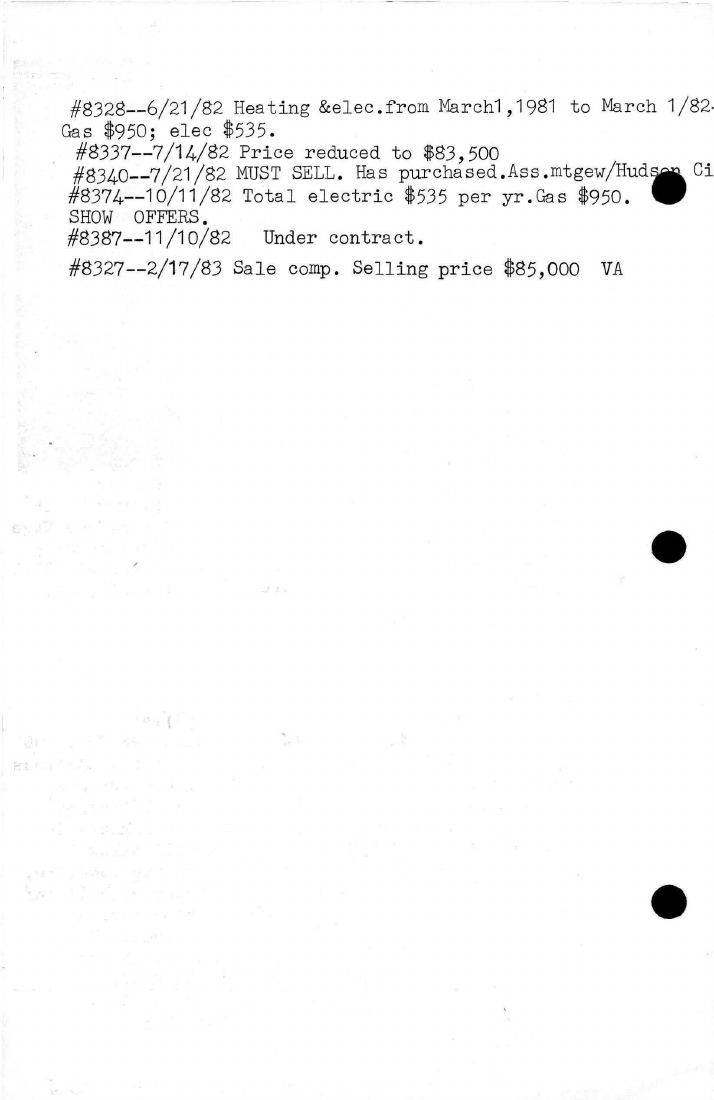 #8328--6/21/82 Heating &elec.from March1,1981 to March 1/82-
Gas $950; elec $535.
#8337--7/14/82 Price reduced to $83,500
#8340--7/21/82 MUST SELL. Has purchased.Ass.mtgew/Hudson Ci
#8374--10/11/82 Total electric $535 per yr.Gas $950.
SHOW OFFERS.
#8387--11/10/82 Under contract.
#8327--2/17/83 Sale comp. Selling price $85,000 VA